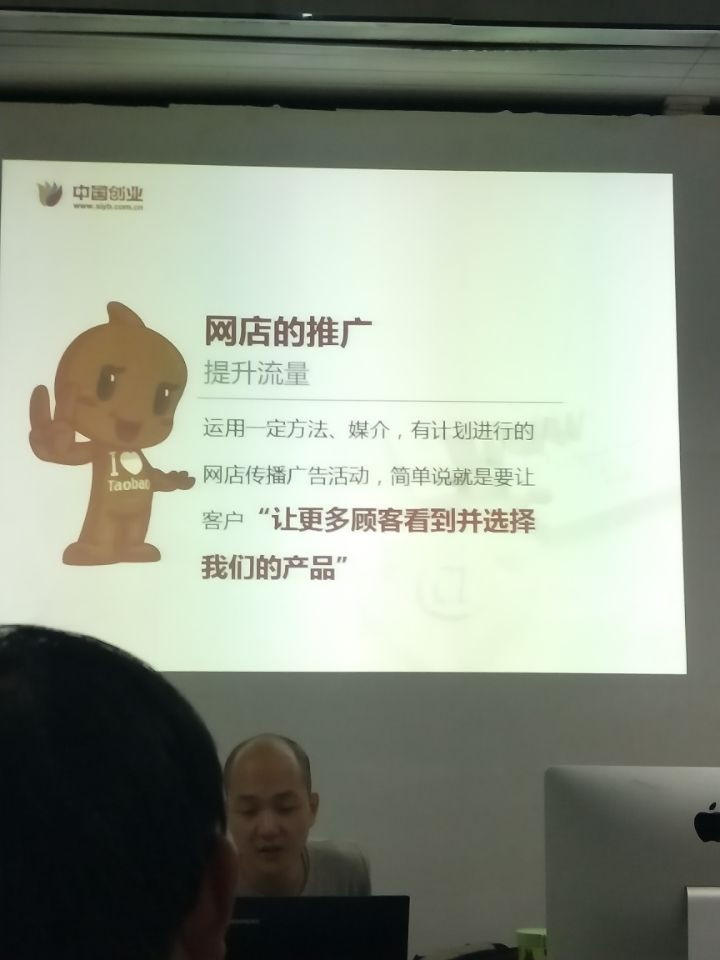 中国创业
www.siyb.com.cn
网店的推广
提升流量
运用一定方法、媒介，有计划进行的
网店传播广告活动，简单说就是要让
客户“让更多顾客看到并选择
我们的产品”
I
Taobao